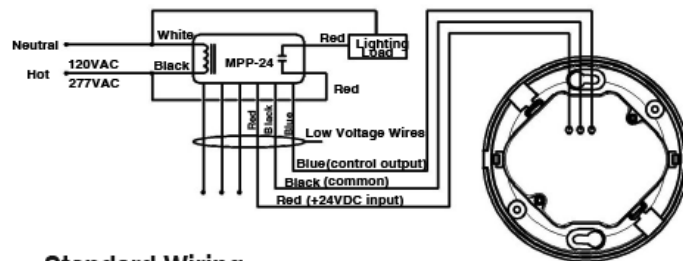 White
Neutral
Red
Lighting
Load
MPP-24
120VAC
Hot
Black
277VAC
Red
Red
Black
Blue
Low Voltage Wires
Blue(control output)
Black (common)
Red (+24VDC input)
Standard Wiring